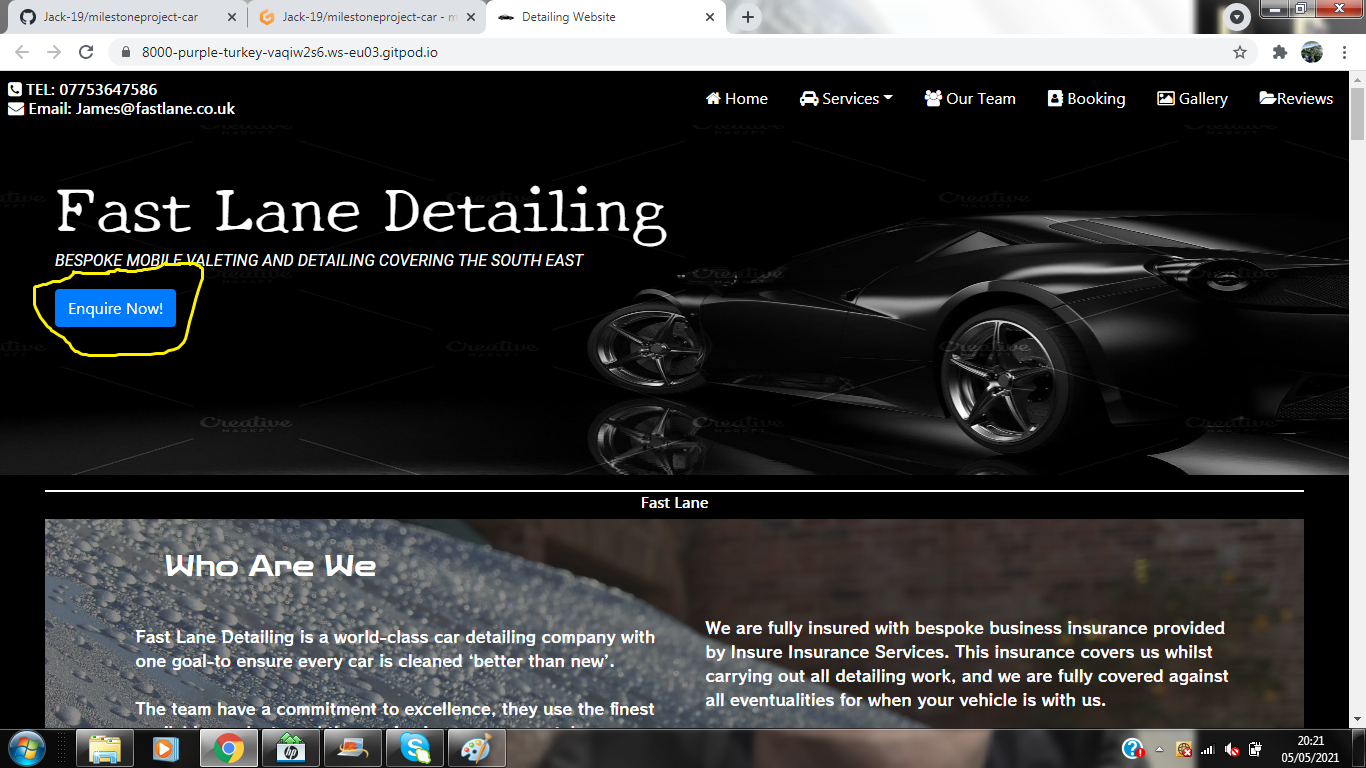 Jack-19/milestoneproject-car
Jack-19/milestoneproject-car - m
Detailing Website
8000-purple-turkey-vaqiw2s6.ws-eu03.gitpod.io
TEL: 07753647586
Email: James@fastlane.co.uk
Home
Services
Our Team
Booking
Gallery
Reviews
Fast Lane Detailing
BESPOKE MOBILE VALETING AND DETAILING COVERING THE SOUTH EAST
Enquire Now!
Creative
MARKET
Fast Lane
Who Are We
Fast Lane Detailing is a world-class car detailing company with
one goal-to ensure every car is cleaned ‘better than new’.
The team have a commitment to excellence, they use the finest
We are fully insured with bespoke business insurance provided
by Insure Insurance Services. This insurance covers us whilst
carrying out all detailing work, and we are fully covered against
all eventualities for when your vehicle is with us.
20:21
05/05/2021